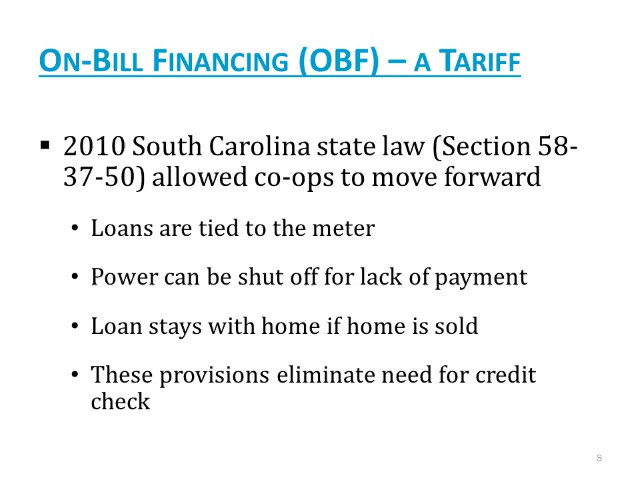 ON-BILL FINANCING (OBF) – A TARIFF
▪ 2010 South Carolina state law (Section 58-
37-50) allowed co-ops to move forward
• Loans are tied to the meter
• Power can be shut off for lack of payment
• Loan stays with home if home is sold
• These provisions eliminate need for credit
check
8